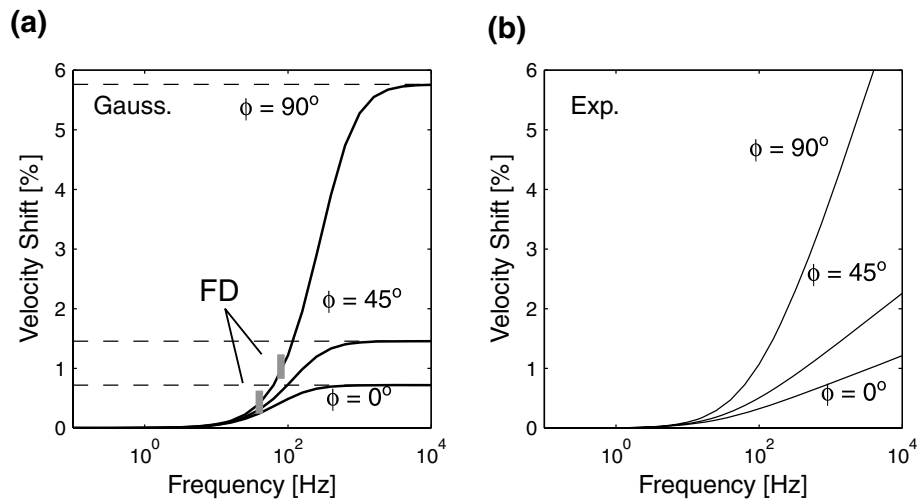 (a)
6
5
4
3
2
1
0
Velocity Shift [%]
Gauss.
ϕ = 90°
FD
ϕ = 45°
ϕ = 0°
10⁰ 10² 10⁴
Frequency [Hz]
(b)
6
5
4
3
2
1
0
Velocity Shift [%]
Exp.
ϕ = 90°
ϕ = 45°
ϕ = 0°
10⁰ 10² 10⁴
Frequency [Hz]